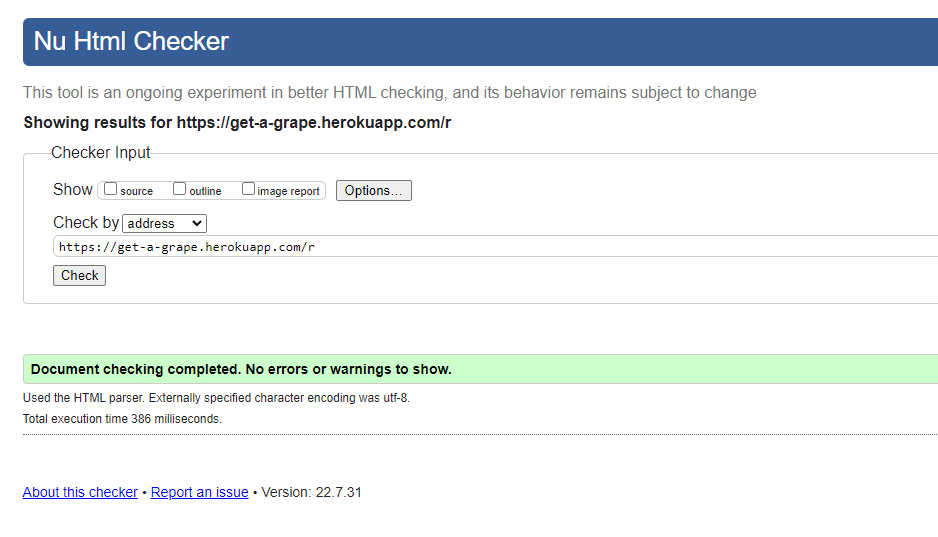 Nu Html Checker
This tool is an ongoing experiment in better HTML checking, and its behavior remains subject to change
Showing results for https://get-a-grape.herokuapp.com/r
Checker Input
Show source outline image report Options...
Check by address
https://get-a-grape.herokuapp.com/r
Check
Document checking completed. No errors or warnings to show.
Used the HTML parser. Externally specified character encoding was utf-8.
Total execution time 386 milliseconds.
About this checker • Report an issue • Version: 22.7.31